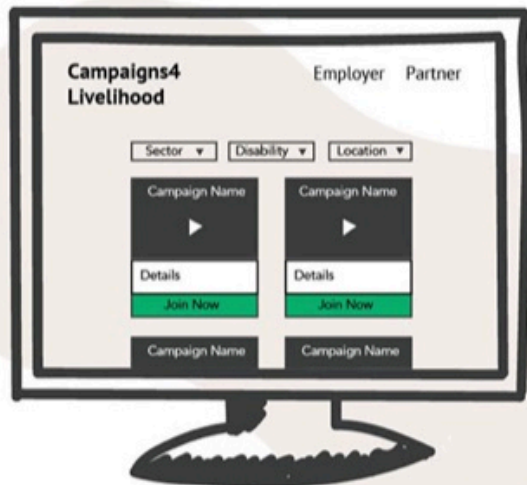 Campaigns4
Livelihood
Employer Partner
Sector Disability Location
Campaign Name Campaign Name
Details Details
Join Now Join Now
Campaign Name Campaign Name